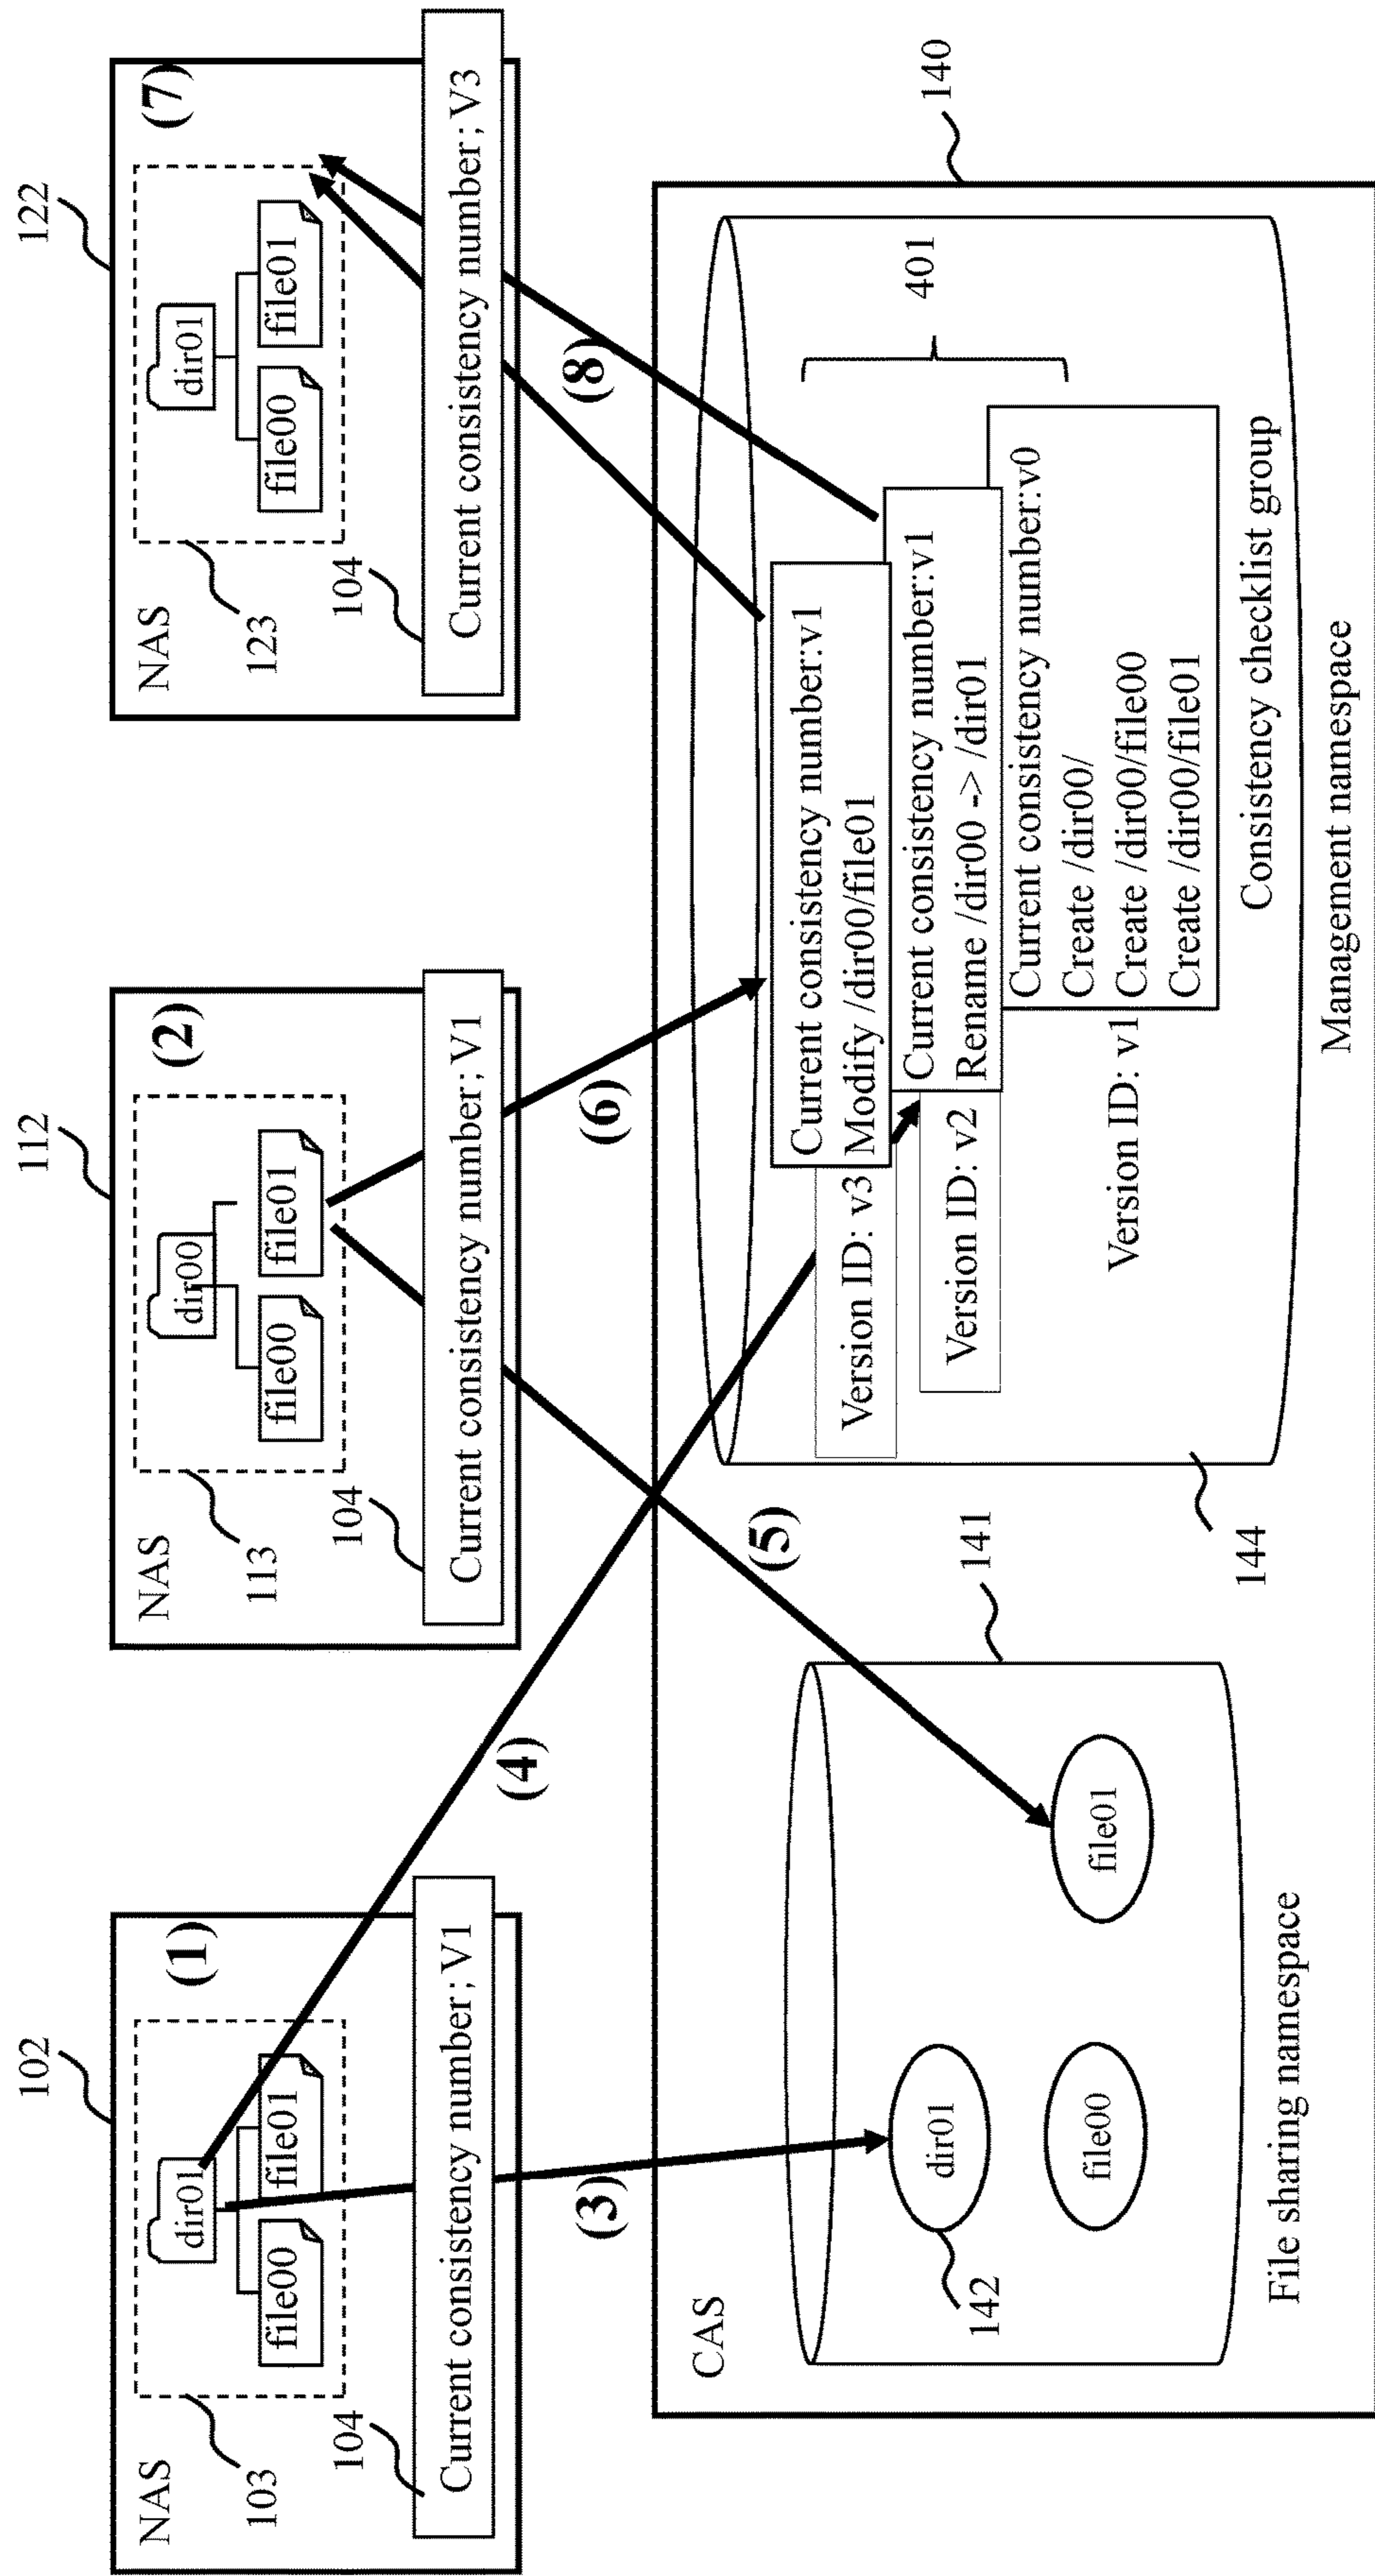 102
NAS
(1)
dir01
file00
file01
103
104
Current consistency number; V1
112
NAS
(2)
dir00
file00
file01
113
104
Current consistency number; V1
122
NAS
(7)
dir01
file00
file01
123
104
Current consistency number; V3
(3)
(4)
(5)
(6)
(8)
140
CAS
141
dir01
142
file00
file01
File sharing namespace
144
401
Current consistency number:v1
Version ID: v3
Modify /dir00/file01
Current consistency number:v1
Version ID: v2
Rename /dir00 -> /dir01
Current consistency number:v0
Create /dir00/
Version ID: v1
Create /dir00/file00
Create /dir00/file01
Consistency checklist group
Management namespace